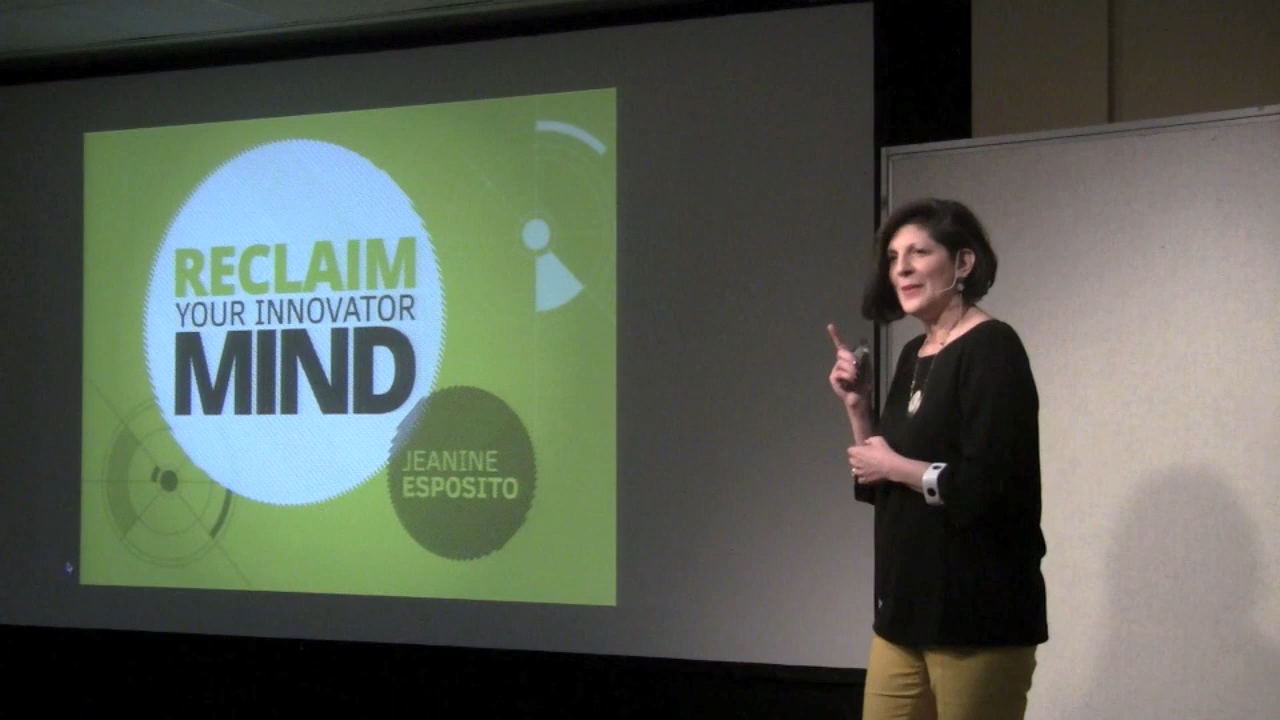 RECLAIM
YOUR INNOVATOR
MIND
JEANINE
ESPOSITO